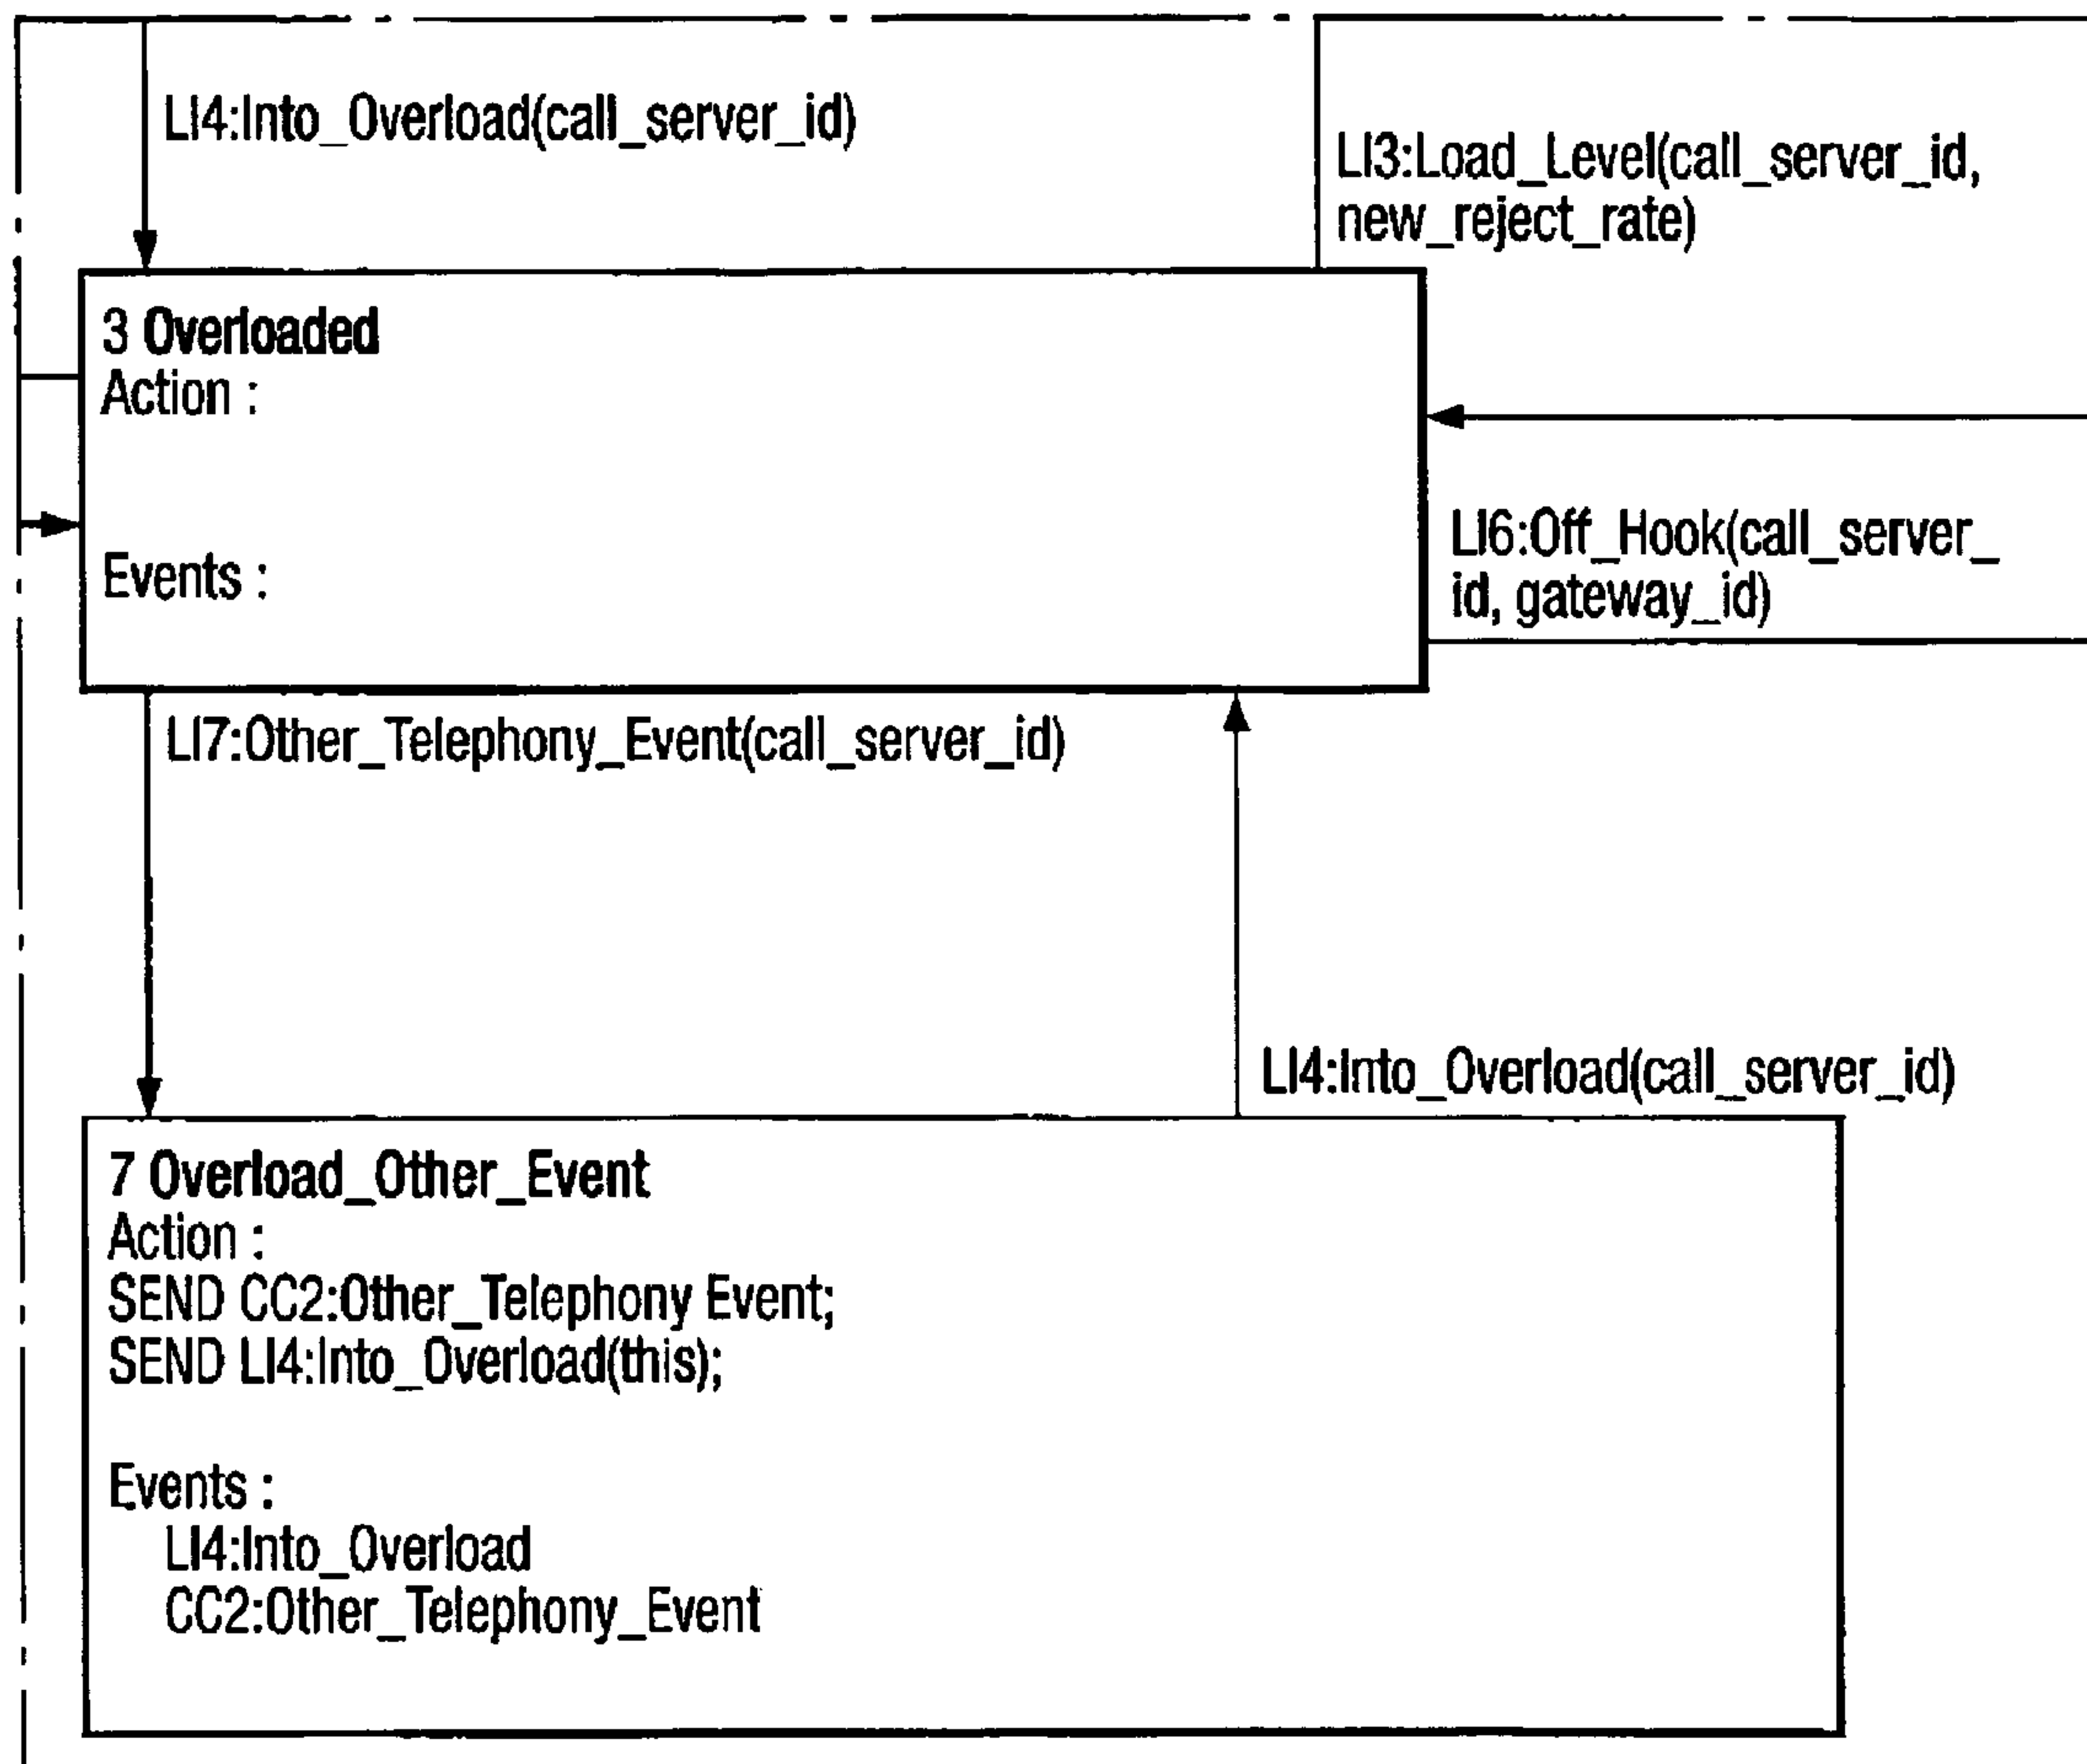 LI4:Into_Overload(call_server_id)
LI3:Load_Level(call_server_id,
new_reject_rate)
3 Overloaded
Action :
Events :
LI6:Off_Hook(call_server_
id, gateway_id)
LI7:Other_Telephony_Event(call_server_id)
LI4:Into_Overload(call_server_id)
7 Overload_Other_Event
Action :
SEND CC2:Other_Telephony Event;
SEND LI4:Into_Overload(this);
Events :
LI4:Into_Overload
CC2:Other_Telephony_Event